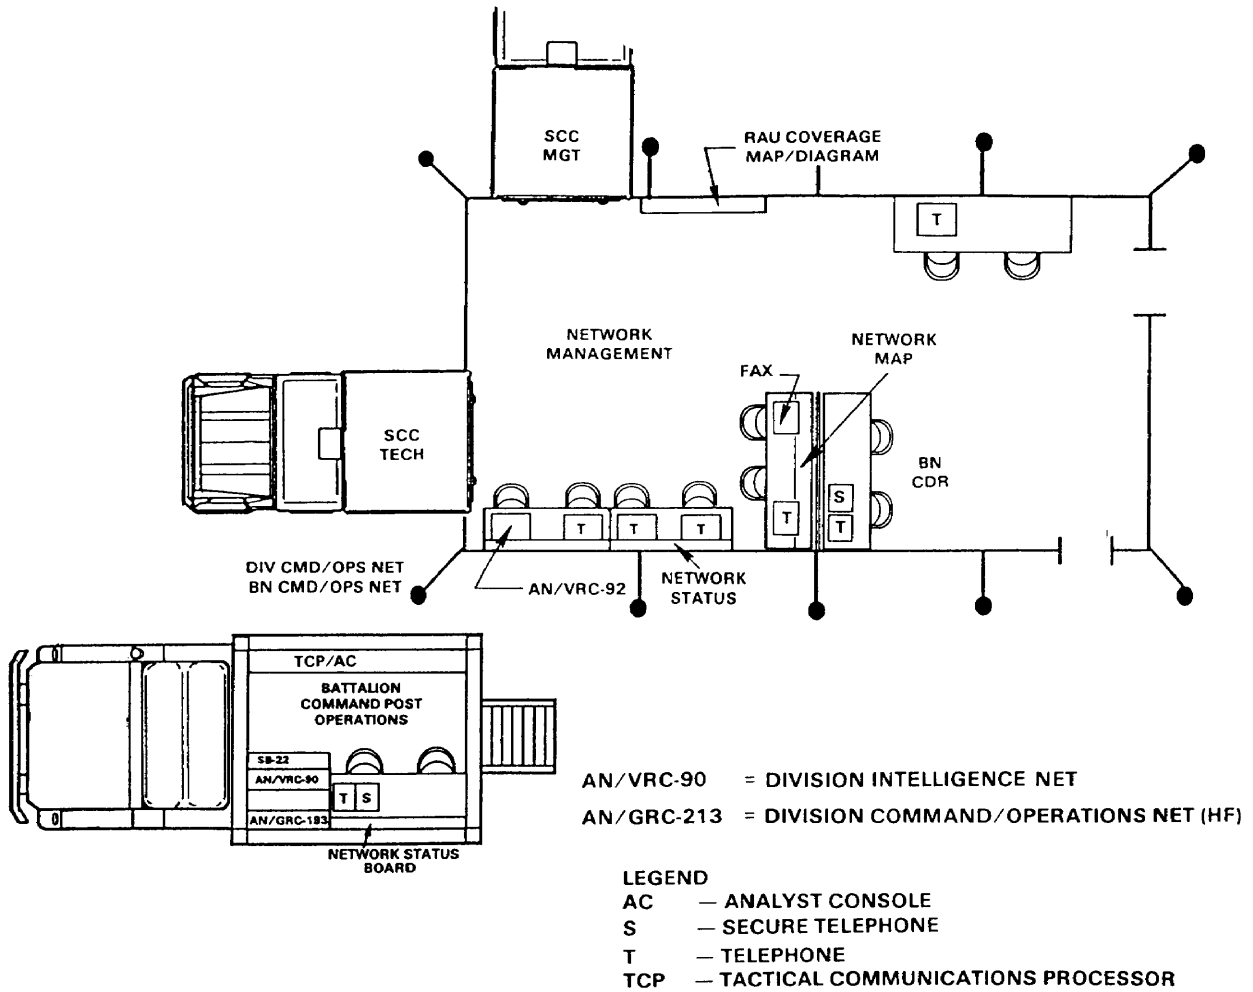 SCC
MGT
RAU COVERAGE
MAP/DIAGRAM
T
NETWORK
MANAGEMENT
NETWORK
MAP
FAX
SCC
TECH
BN
CDR
S
T
T
T
T
T
DIV CMD/OPS NET
BN CMD/OPS NET
AN/VRC-92
NETWORK
STATUS
TCP/AC
BATTALION
COMMAND POST
OPERATIONS
SB-22
AN/VRC-90
T S
AN/GRC-193
NETWORK STATUS
BOARD
AN/VRC-90 = DIVISION INTELLIGENCE NET
AN/GRC-213 = DIVISION COMMAND/OPERATIONS NET (HF)
LEGEND
AC — ANALYST CONSOLE
S — SECURE TELEPHONE
T — TELEPHONE
TCP — TACTICAL COMMUNICATIONS PROCESSOR